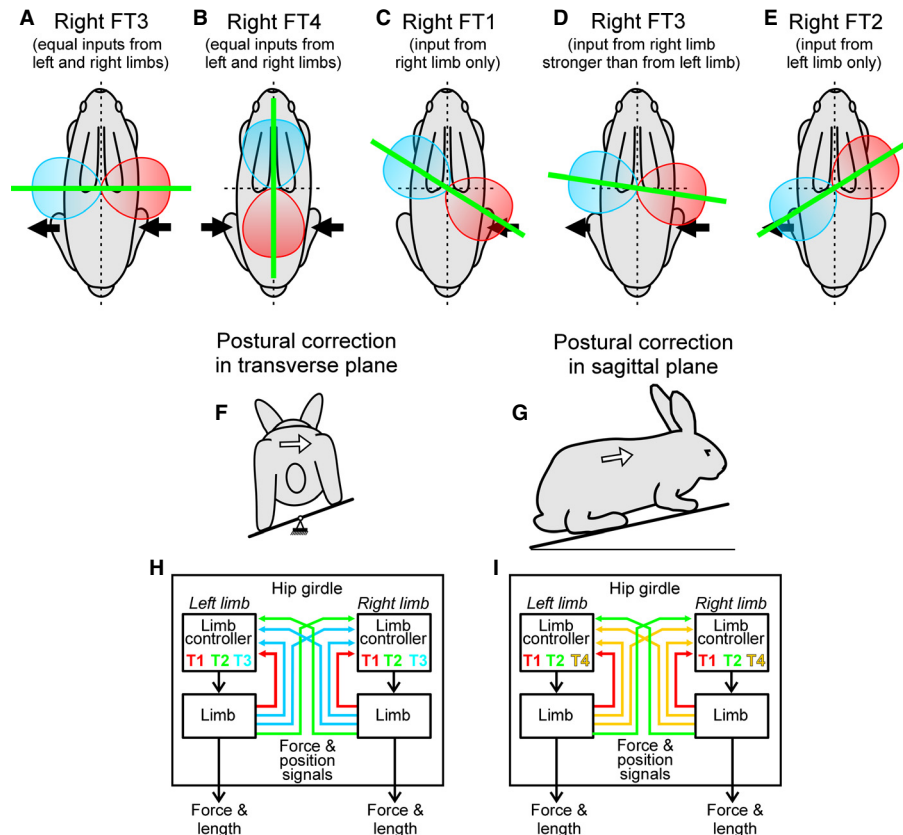 A
Right FT3
(equal inputs from
left and right limbs)
B
Right FT4
(equal inputs from
left and right limbs)
C
Right FT1
(input from
right limb only)
D
Right FT3
(input from right limb
stronger than from left limb)
E
Right FT2
(input from
left limb only)
Postural correction
in transverse plane
F
Postural correction
in sagittal plane
G
H
Hip girdle
Left limb
Right limb
Limb
controller
T1 T2 T3
Limb
controller
T1 T2 T3
Limb
Limb
Force &
position
signals
Force &
length
Force &
length
I
Hip girdle
Left limb
Right limb
Limb
controller
T1 T2 T4
Limb
controller
T1 T2 T4
Limb
Limb
Force &
position
signals
Force &
length
Force &
length